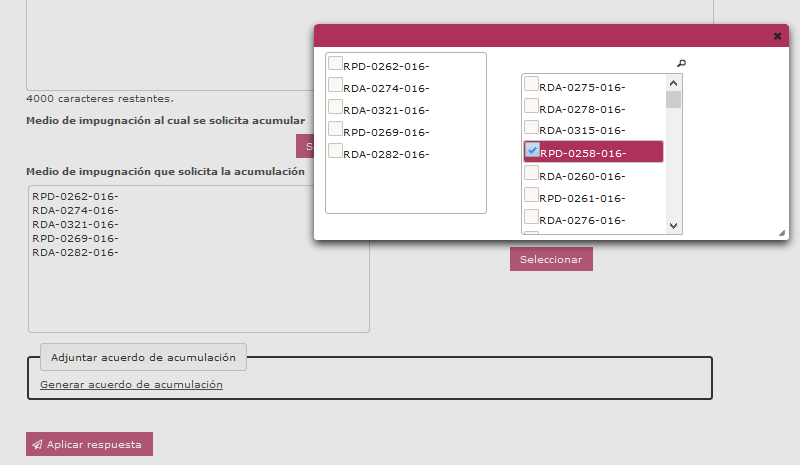 4000 caracteres restantes.
Medio de impugnación al cual se solicita acumular
S
Medio de impugnación que solicita la acumulación
RPD-0262-016-
RDA-0274-016-
RDA-0321-016-
RPD-0269-016-
RDA-0282-016-
RPD-0262-016-
RDA-0274-016-
RDA-0321-016-
RPD-0269-016-
RDA-0282-016-
RDA-0275-016-
RDA-0278-016-
RDA-0315-016-
RPD-0258-016-
RDA-0260-016-
RPD-0261-016-
RDA-0276-016-
Seleccionar
Adjuntar acuerdo de acumulación
Generar acuerdo de acumulación
Aplicar respuesta